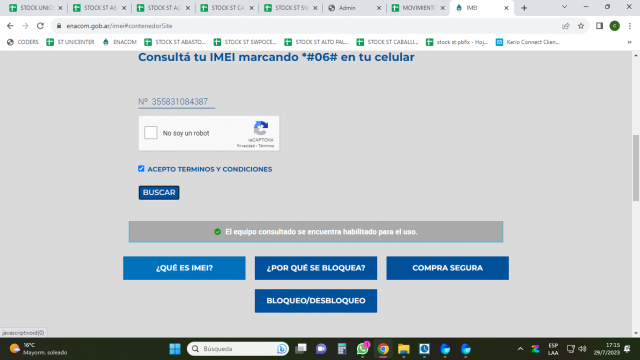 STOCK UNIC
STOCK ST A
STOCK ST AC
STOCK ST CA
STOCK ST SW
Admin
MOVIMIENT
IMEI
enacom.gob.ar/imei#contenedorSite
CODERS
ST UNICENTER
ENACOM
STOCK ST ABASTO...
STOCK ST SWPOCE...
STOCK ST ALTO PAL...
STOCK ST CABALLI...
stock st pbfix - Hoj...
Kerio Connect Clien...
Consultá tu IMEI marcando *#06# en tu celular
Nº 355831084387
No soy un robot
reCAPTCHA
Privacidad - Términos
ACEPTO TERMINOS Y CONDICIONES
BUSCAR
El equipo consultado se encuentra habilitado para el uso.
¿QUÉ ES IMEI?
¿POR QUÉ SE BLOQUEA?
COMPRA SEGURA
BLOQUEO/DESBLOQUEO
javascript:void(0)
16°C
Mayorm. soleado
Búsqueda
ESP
LAA
17:15
29/7/2023